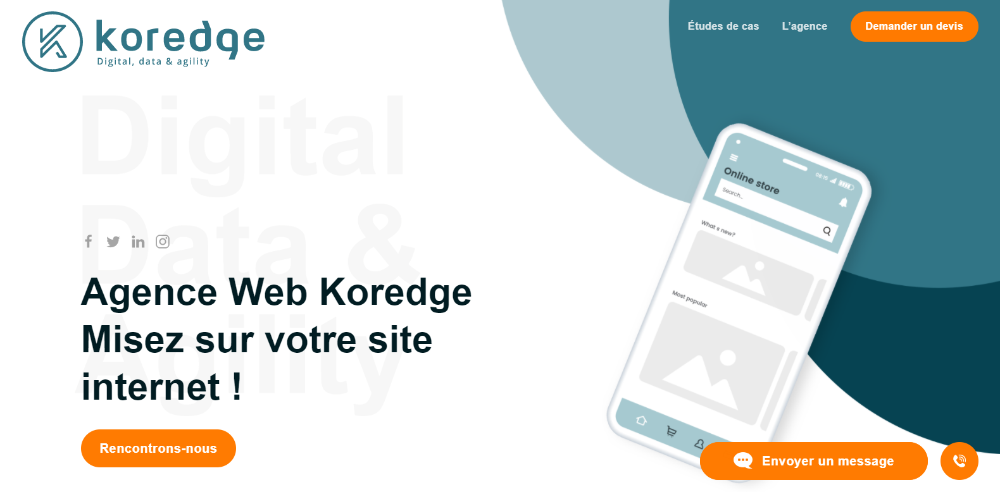 koredge
Digital, data & agility
Études de cas
L’agence
Demander un devis
Digital
Data &
Agility
Agence Web Koredge
Misez sur votre site
internet !
Rencontrons-nous
08:15
Online store
Search...
What s new?
Most popular
Envoyer un message